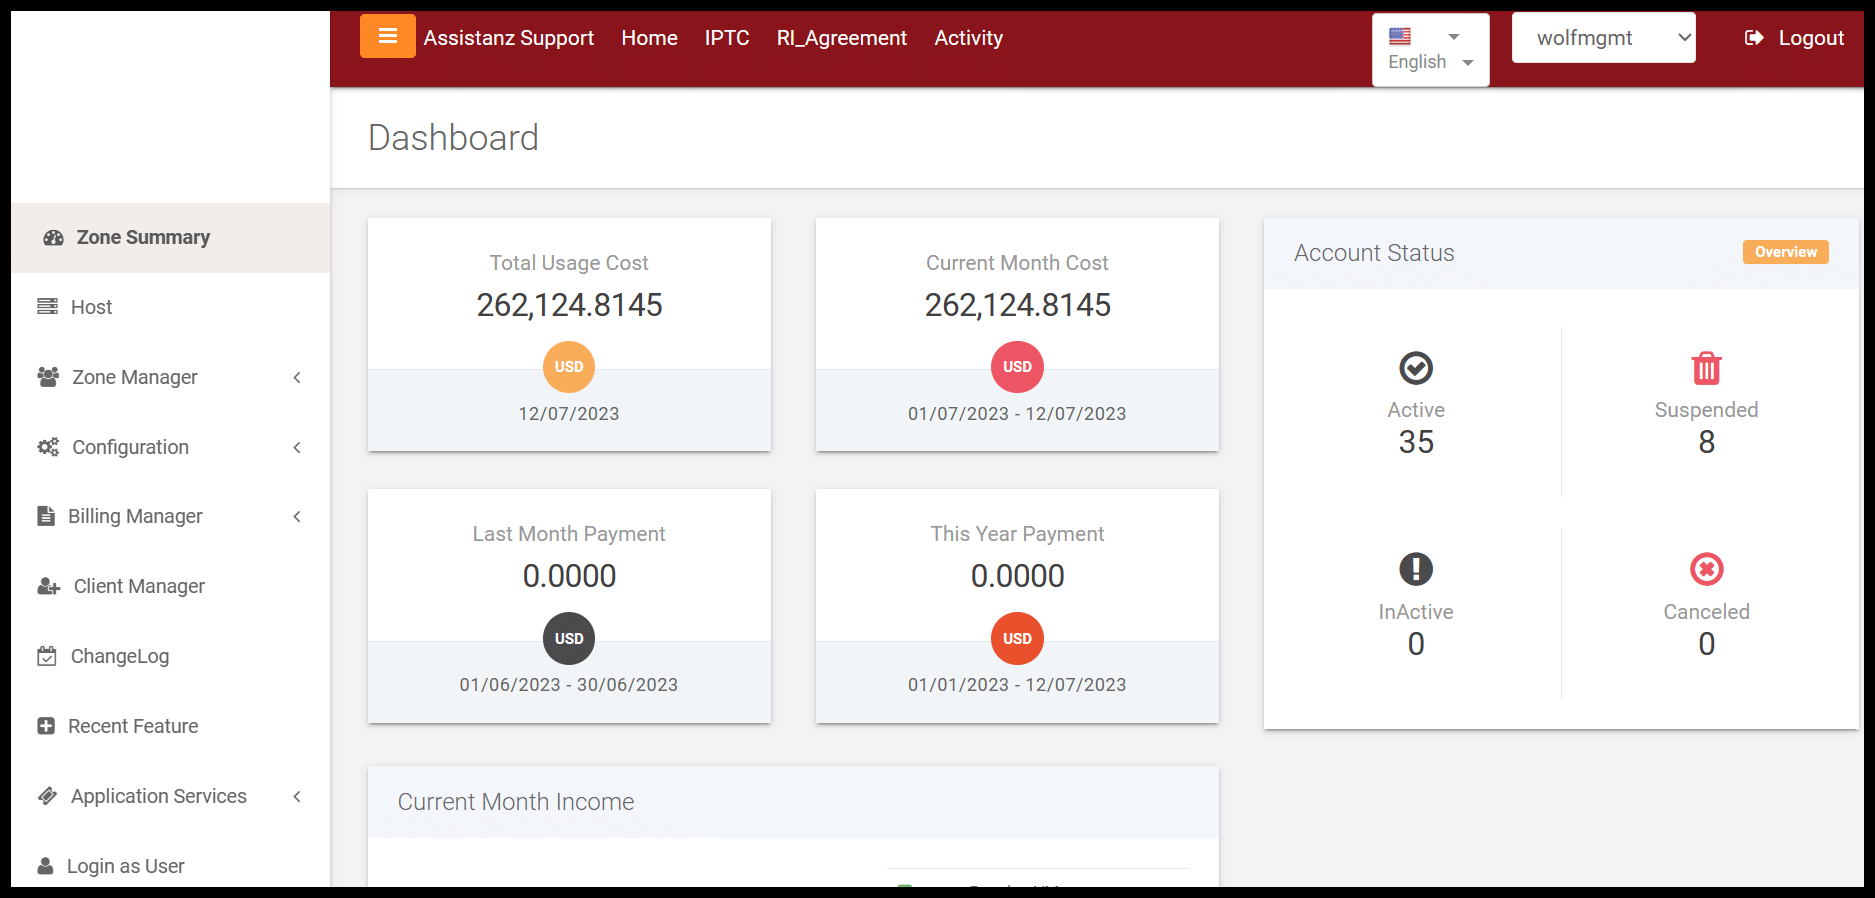 Assistanz Support Home IPTC RI_Agreement Activity
English
wolfmgmt
Logout
Dashboard
Zone Summary
Host
Zone Manager
Configuration
Billing Manager
Client Manager
ChangeLog
Recent Feature
Application Services
Login as User
Total Usage Cost
262,124.8145
USD
12/07/2023
Current Month Cost
262,124.8145
USD
01/07/2023 - 12/07/2023
Last Month Payment
0.0000
USD
01/06/2023 - 30/06/2023
This Year Payment
0.0000
USD
01/01/2023 - 12/07/2023
Account Status
Overview
Active
35
Suspended
8
InActive
0
Canceled
0
Current Month Income